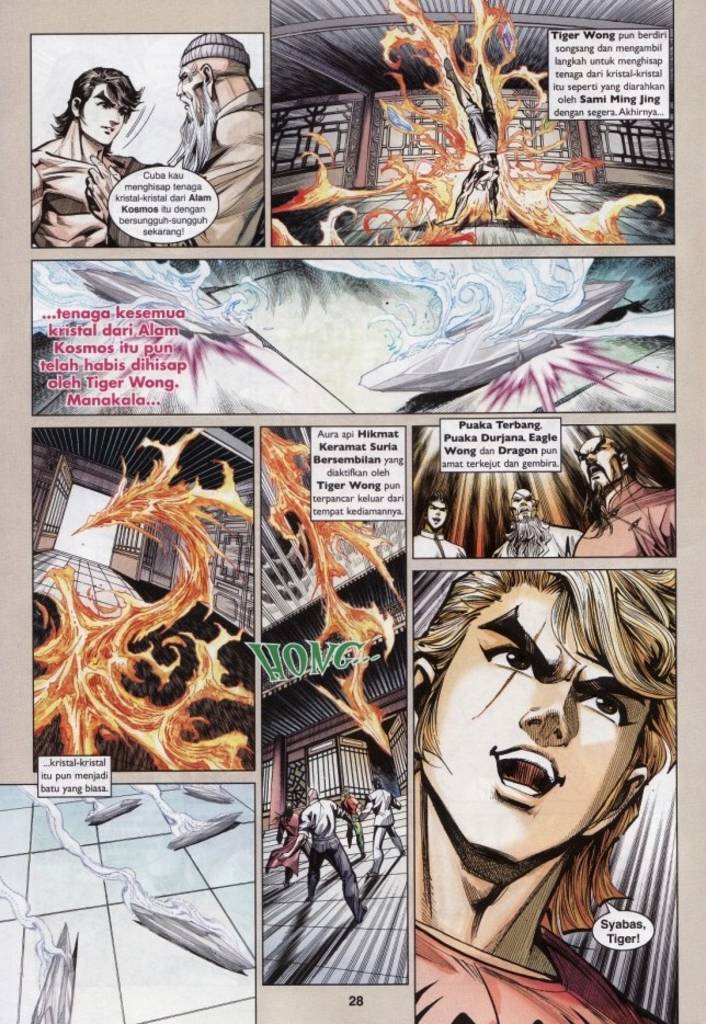 Cuba kau
menghisap tenaga
kristal-kristal dari Alam
Kosmos itu dengan
bersungguh-sungguh
sekarang!
Tiger Wong pun berdiri
songsang dan mengambil
langkah untuk menghisap
tenaga dari kristal-kristal
itu seperti yang diarahkan
oleh Sami Ming Jing
dengan segera. Akhirnya...
...tenaga kesemua
kristal dari Alam
Kosmos itu pun
telah habis dihisap
oleh Tiger Wong.
Manakala...
...kristal-kristal
itu pun menjadi
batu yang biasa.
Aura api Hikmat
Keramat Suria
Bersembilan yang
diaktifkan oleh
Tiger Wong pun
terpancar keluar dari
tempat kediamannya.
HONG...
Puaka Terbang,
Puaka Durjana, Eagle
Wong dan Dragon pun
amat terkejut dan gembira.
Syabas,
Tiger!
28